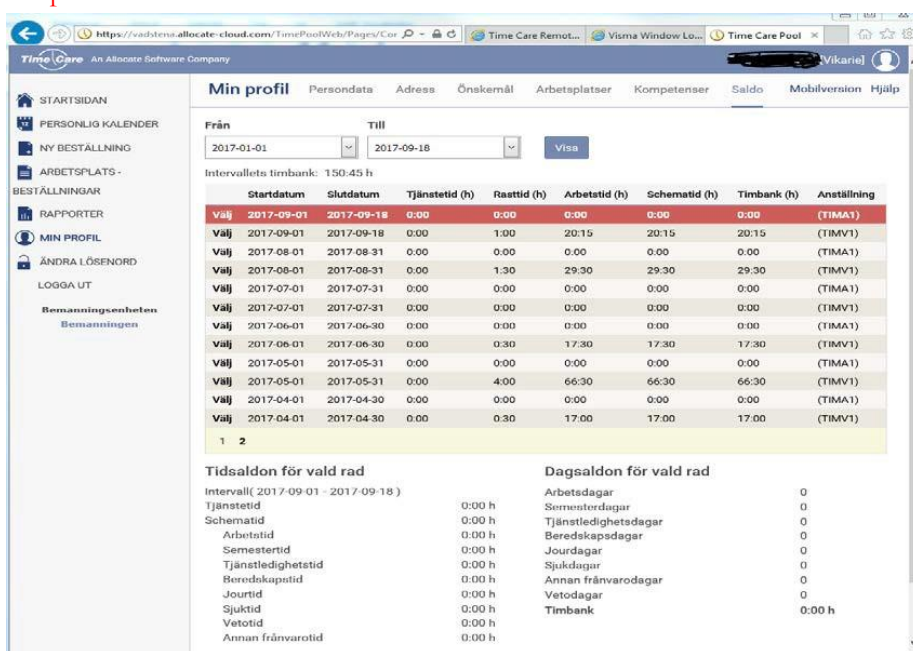 https://vadstena.allocate-cloud.com/TimePoolWeb/Pages/Cor
Time Care Remot...
Visma Window Lo...
Time Care Pool
Time Care An Allocate Software Company
[Vikarie]
STARTSIDAN
PERSONLIG KALENDER
NY BESTÄLLNING
ARBETSPLATS-
BESTÄLLNINGAR
RAPPORTER
MIN PROFIL
ÄNDRA LÖSENORD
LOGGA UT
Bemanningsenheten
Bemanningen
Min profil Persondata Adress Önskemål Arbetsplatser Kompetenser Saldo Mobilversion Hjälp
Från Till
2017-01-01 2017-09-18 Visa
Intervallets timbank: 150:45 h
Startdatum Slutdatum Tjänstetid (h) Rasttid (h) Arbetstid (h) Schematid (h) Timbank (h) Anställning
Välj 2017-09-01 2017-09-18 0:00 0:00 0:00 0:00 0:00 (TIMA1)
Välj 2017-09-01 2017-09-18 0:00 1:00 20:15 20:15 20:15 (TIMV1)
Välj 2017-08-01 2017-08-31 0:00 0:00 0:00 0:00 0:00 (TIMA1)
Välj 2017-08-01 2017-08-31 0:00 1:30 29:30 29:30 29:30 (TIMV1)
Välj 2017-07-01 2017-07-31 0:00 0:00 0:00 0:00 0:00 (TIMA1)
Välj 2017-07-01 2017-07-31 0:00 0:00 0:00 0:00 0:00 (TIMV1)
Välj 2017-06-01 2017-06-30 0:00 0:00 0:00 0:00 0:00 (TIMA1)
Välj 2017-06-01 2017-06-30 0:00 0:30 17:30 17:30 17:30 (TIMV1)
Välj 2017-05-01 2017-05-31 0:00 0:00 0:00 0:00 0:00 (TIMA1)
Välj 2017-05-01 2017-05-31 0:00 4:00 66:30 66:30 66:30 (TIMV1)
Välj 2017-04-01 2017-04-30 0:00 0:00 0:00 0:00 0:00 (TIMA1)
Välj 2017-04-01 2017-04-30 0:00 0:30 17:00 17:00 17:00 (TIMV1)
1 2
Tidsaldon för vald rad
Intervall( 2017-09-01 - 2017-09-18 )
Tjänstetid 0:00 h
Schematid 0:00 h
Arbetstid 0:00 h
Semestertid 0:00 h
Tjänstledighetstid 0:00 h
Beredskapstid 0:00 h
Jourtid 0:00 h
Sjuktid 0:00 h
Vetotid 0:00 h
Annan frånvarotid 0:00 h
Dagsaldon för vald rad
Arbetsdagar 0
Semesterdagar 0
Tjänstledighetsdagar 0
Beredskapsdagar 0
Jourdagar 0
Sjukdagar 0
Annan frånvarodagar 0
Vetodagar 0
Timbank 0:00 h